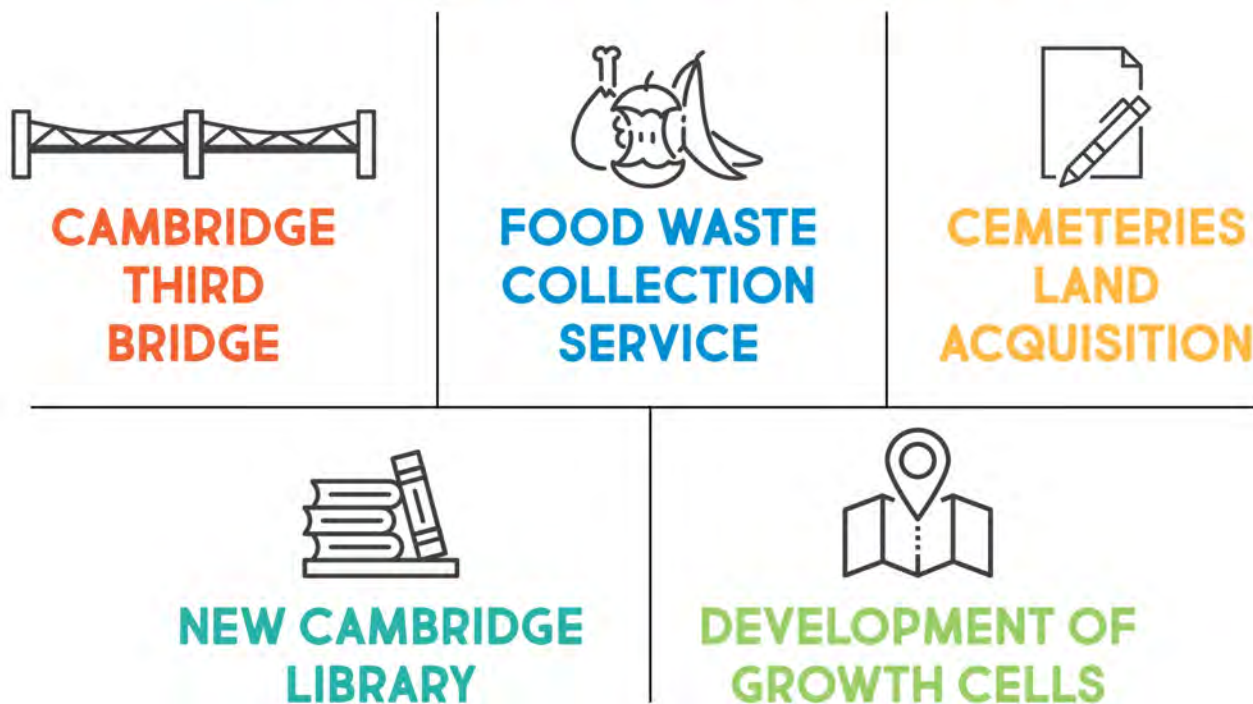 CAMBRIDGE
THIRD
BRIDGE
FOOD WASTE
COLLECTION
SERVICE
CEMETERIES
LAND
ACQUISITION
NEW CAMBRIDGE
LIBRARY
DEVELOPMENT OF
GROWTH CELLS